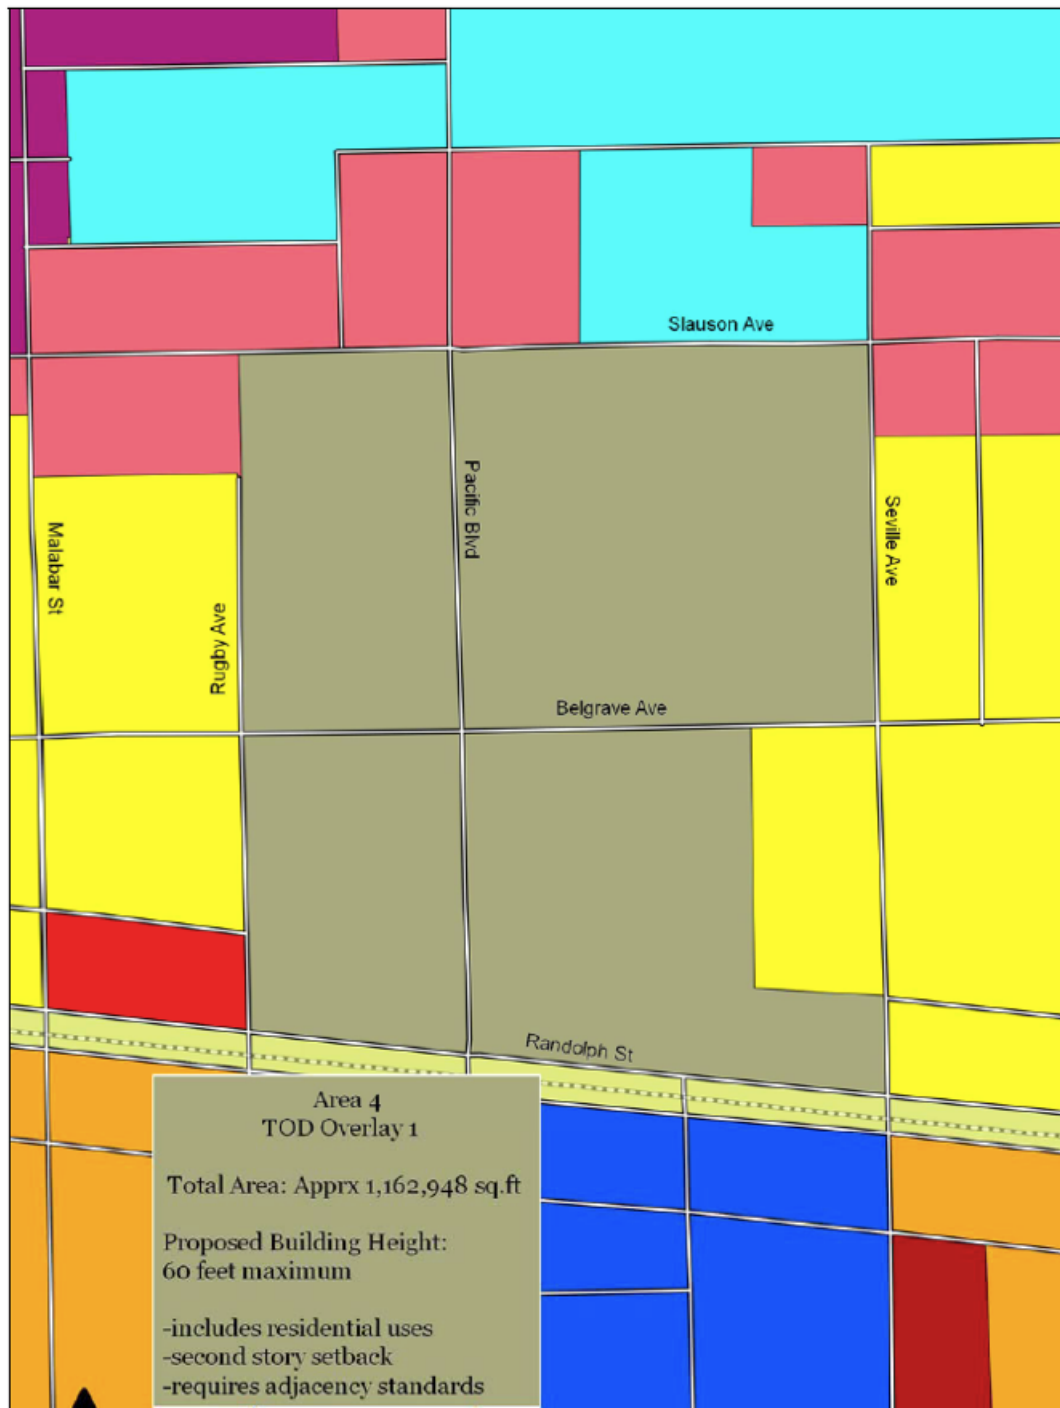 Slauson Ave
Pacific Blvd
Seville Ave
Malabar St
Rugby Ave
Belgrave Ave
Randolph St
Area 4
TOD Overlay 1
Total Area: Apprx 1,162,948 sq.ft
Proposed Building Height:
60 feet maximum
-includes residential uses
-second story setback
-requires adjacency standards